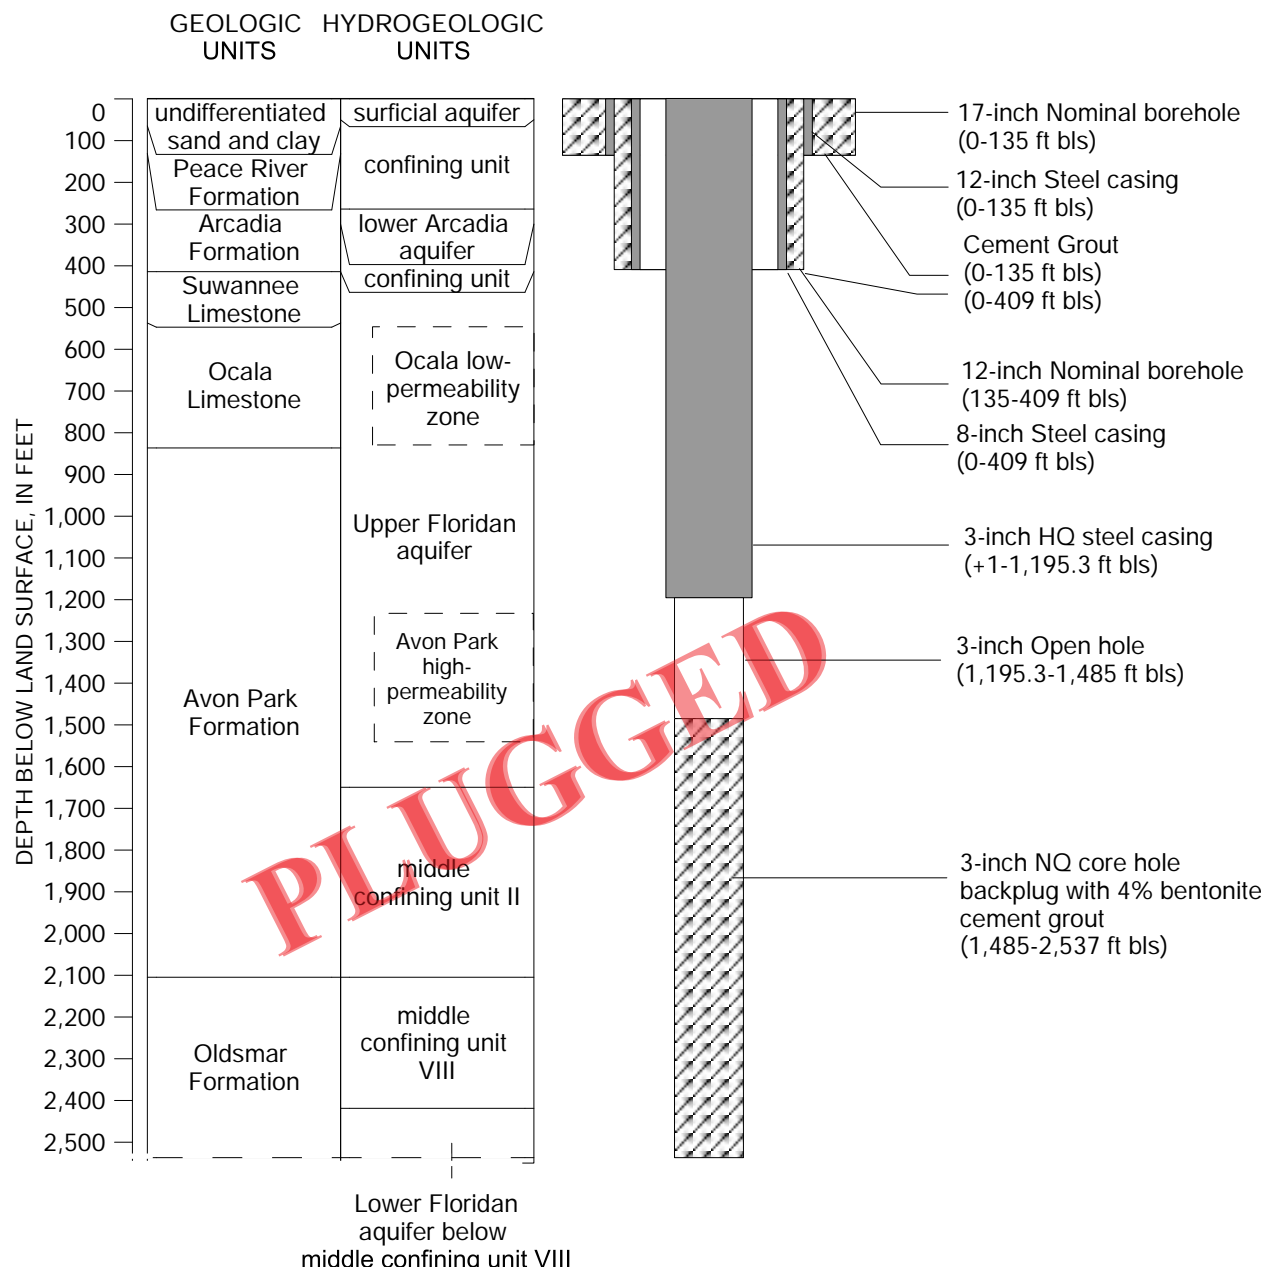 GEOLOGIC
UNITS
HYDROGEOLOGIC
UNITS
DEPTH BELOW LAND SURFACE, IN FEET
0
100
200
300
400
500
600
700
800
900
1,000
1,100
1,200
1,300
1,400
1,500
1,600
1,700
1,800
1,900
2,000
2,100
2,200
2,300
2,400
2,500
undifferentiated
sand and clay
Peace River
Formation
Arcadia
Formation
Suwannee
Limestone
Ocala
Limestone
Avon Park
Formation
Oldsmar
Formation
surficial aquifer
confining unit
lower Arcadia
aquifer
confining unit
Ocala low-
permeability
zone
Upper Floridan
aquifer
Avon Park
high-
permeability
zone
middle
confining unit II
middle
confining unit
VIII
Lower Floridan
aquifer below
middle confining unit VIII
PLUGGED
17-inch Nominal borehole
(0-135 ft bls)
12-inch Steel casing
(0-135 ft bls)
Cement Grout
(0-135 ft bls)
(0-409 ft bls)
12-inch Nominal borehole
(135-409 ft bls)
8-inch Steel casing
(0-409 ft bls)
3-inch HQ steel casing
(+1-1,195.3 ft bls)
3-inch Open hole
(1,195.3-1,485 ft bls)
3-inch NQ core hole
backplug with 4% bentonite
cement grout
(1,485-2,537 ft bls)